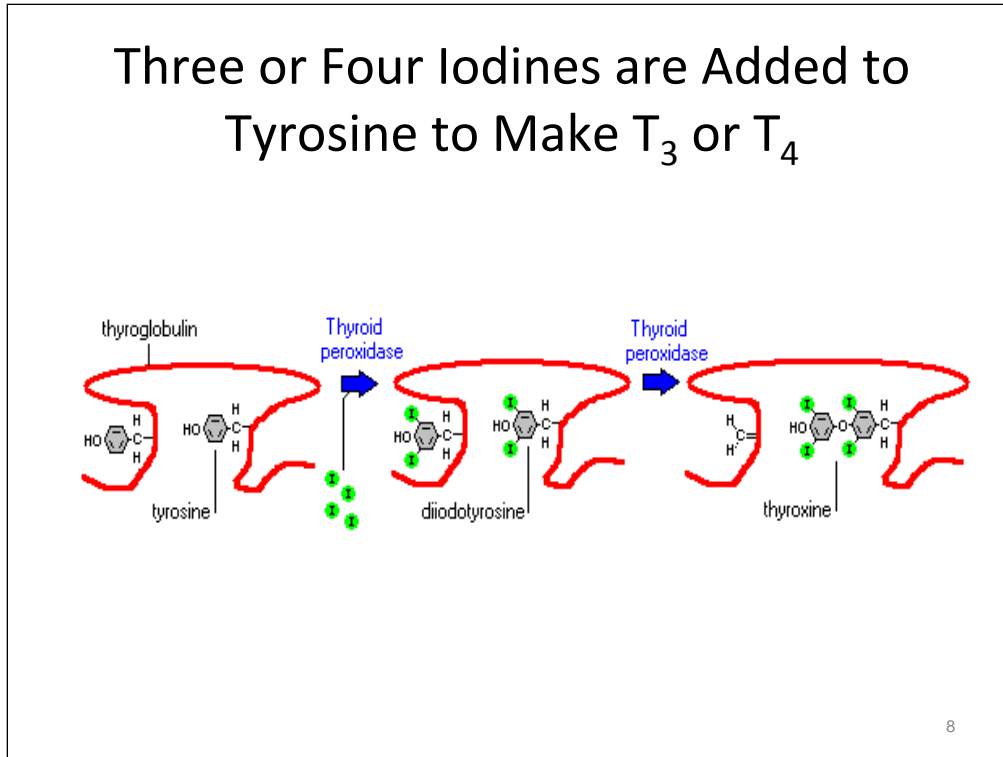 Three or Four Iodines are Added to
Tyrosine to Make T₃ or T₄
thyroglobulin
Thyroid
peroxidase
Thyroid
peroxidase
H
HO
C
H
H
HO
C
H
I
I
I
I
I
HO
I
H
C
H
I
HO
I
H
C
H
H
C
H
I
I
HO
O
I
I
H
C
H
tyrosine
diiodotyrosine
thyroxine
8